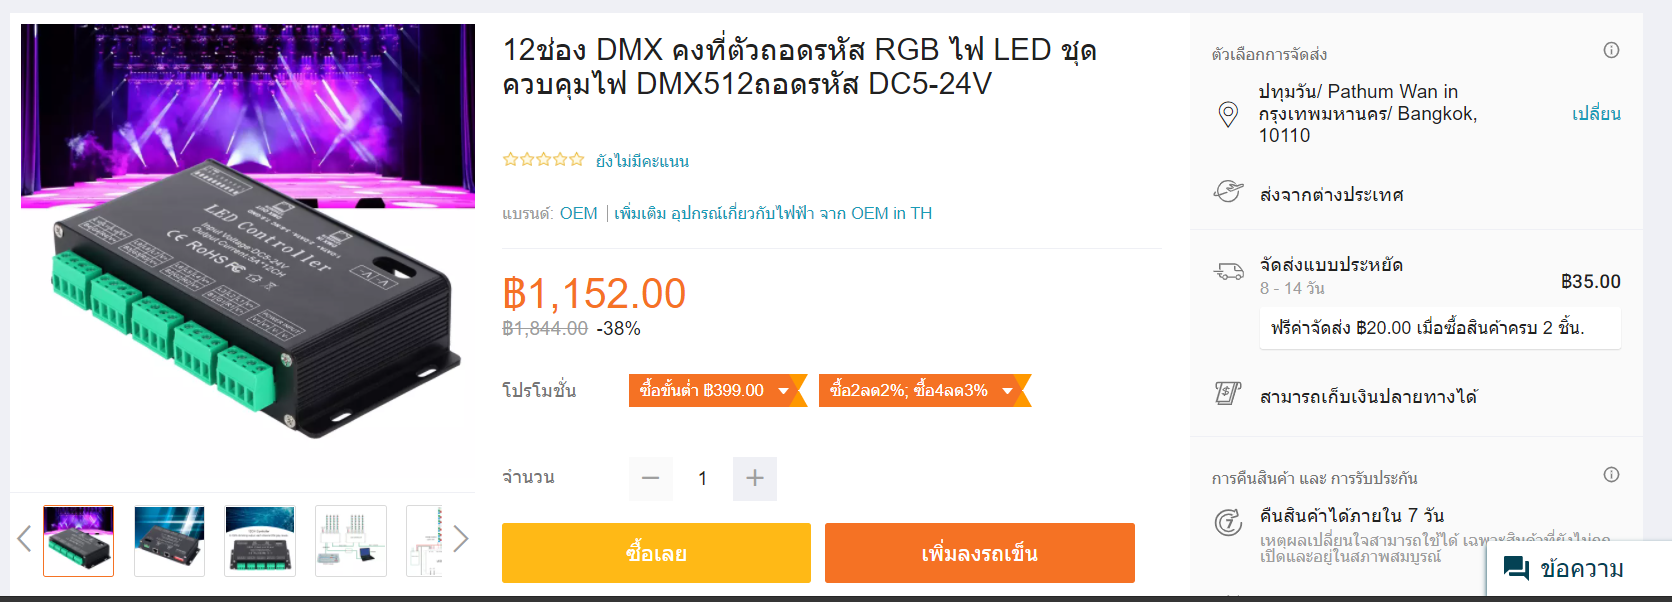 12ช่อง DMX คงที่ตัวถอดรหัส RGB ไฟ LED ชุด
ควบคุมไฟ DMX512ถอดรหัส DC5-24V
ยังไม่มีคะแนน
แบรนด์: OEM | เพิ่มเติม อุปกรณ์เกี่ยวกับไฟฟ้า จาก OEM in TH
฿1,152.00
฿1,844.00 -38%
โปรโมชั่น
ซื้อขั้นต่ำ ฿399.00
ซื้อ2ลด2%; ซื้อ4ลด3%
จำนวน
1
ซื้อเลย
เพิ่มลงรถเข็น
LED Controller
Input Voltage:DC5-24V
Output Current:5A*12CH
CE RoHS FC
POWER INPUT
ตัวเลือกการจัดส่ง
ปทุมวัน/ Pathum Wan in
กรุงเทพมหานคร/ Bangkok,
10110
เปลี่ยน
ส่งจากต่างประเทศ
จัดส่งแบบประหยัด
8 - 14 วัน
฿35.00
ฟรีค่าจัดส่ง ฿20.00 เมื่อซื้อสินค้าครบ 2 ชิ้น.
สามารถเก็บเงินปลายทางได้
การคืนสินค้า และ การรับประกัน
คืนสินค้าได้ภายใน 7 วัน
เหตุผลเปลี่ยนใจสามารถใช้ได้ เฉพาะสินค้าที่ยังไม่ถูก
เปิดและอยู่ในสภาพสมบูรณ์
ข้อความ